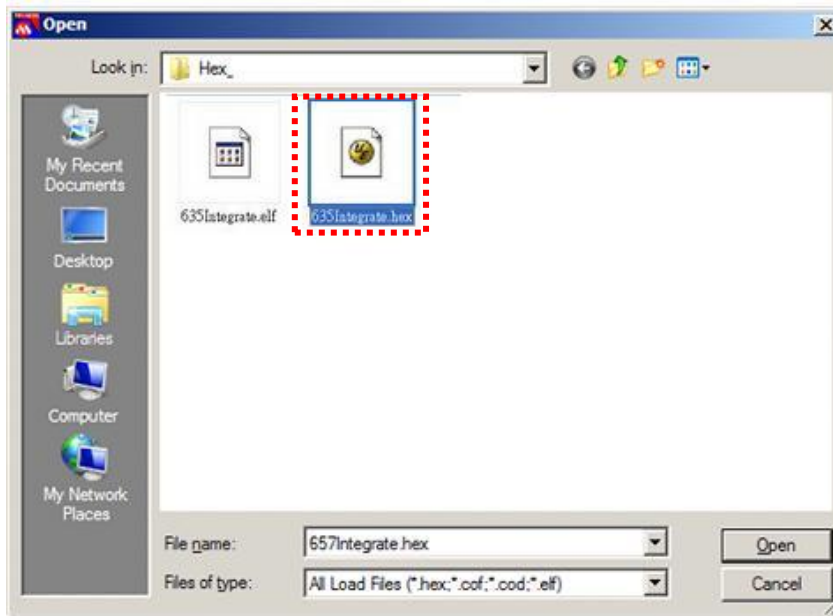 Open
Look in:
Hex_
My Recent
Documents
Desktop
Libraries
Computer
My Network
Places
635Integrate.elf
635Integrate.hex
File name:
657Integrate.hex
Open
Files of type:
All Load Files (*.hex;*.cof;*.cod;*.elf)
Cancel